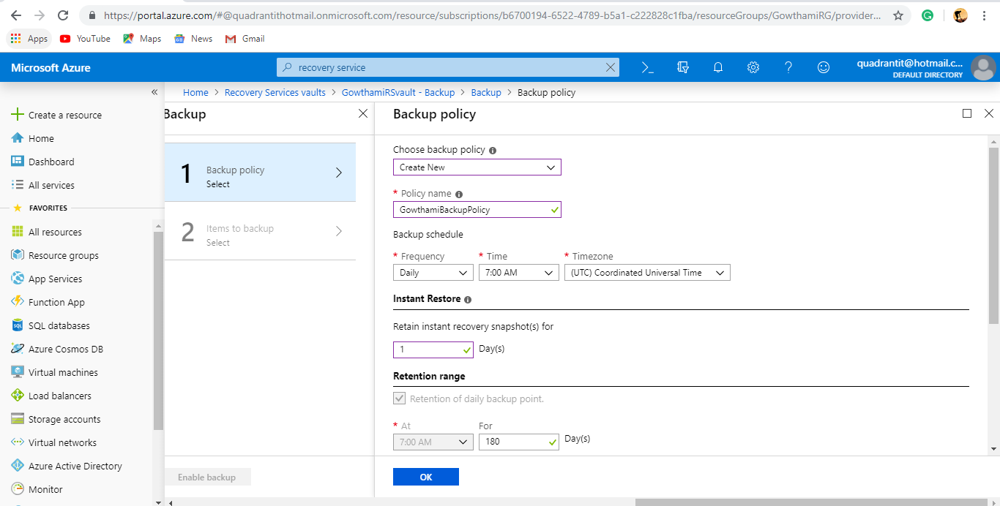 https://portal.azure.com/#@quadrantithotmail.onmicrosoft.com/resource/subscriptions/b6700194-6522-4789-b5a1-c222828c1fba/resourceGroups/GowthamiRG/provider...
Apps YouTube Maps News Gmail
Microsoft Azure recovery service quadrantit@hotmail.c...
DEFAULT DIRECTORY
Home > Recovery Services vaults > GowthamiRSvault - Backup > Backup > Backup policy
Create a resource
Home
Dashboard
All services
FAVORITES
All resources
Resource groups
App Services
Function App
SQL databases
Azure Cosmos DB
Virtual machines
Load balancers
Storage accounts
Virtual networks
Azure Active Directory
Monitor
Backup
1 Backup policy
Select
2 Items to backup
Select
Enable backup
Backup policy
Choose backup policy
Create New
* Policy name
GowthamiBackupPolicy
Backup schedule
* Frequency * Time * Timezone
Daily 7:00 AM (UTC) Coordinated Universal Time
Instant Restore
Retain instant recovery snapshot(s) for
1 Day(s)
Retention range
Retention of daily backup point.
* At For
7:00 AM 180 Day(s)
OK